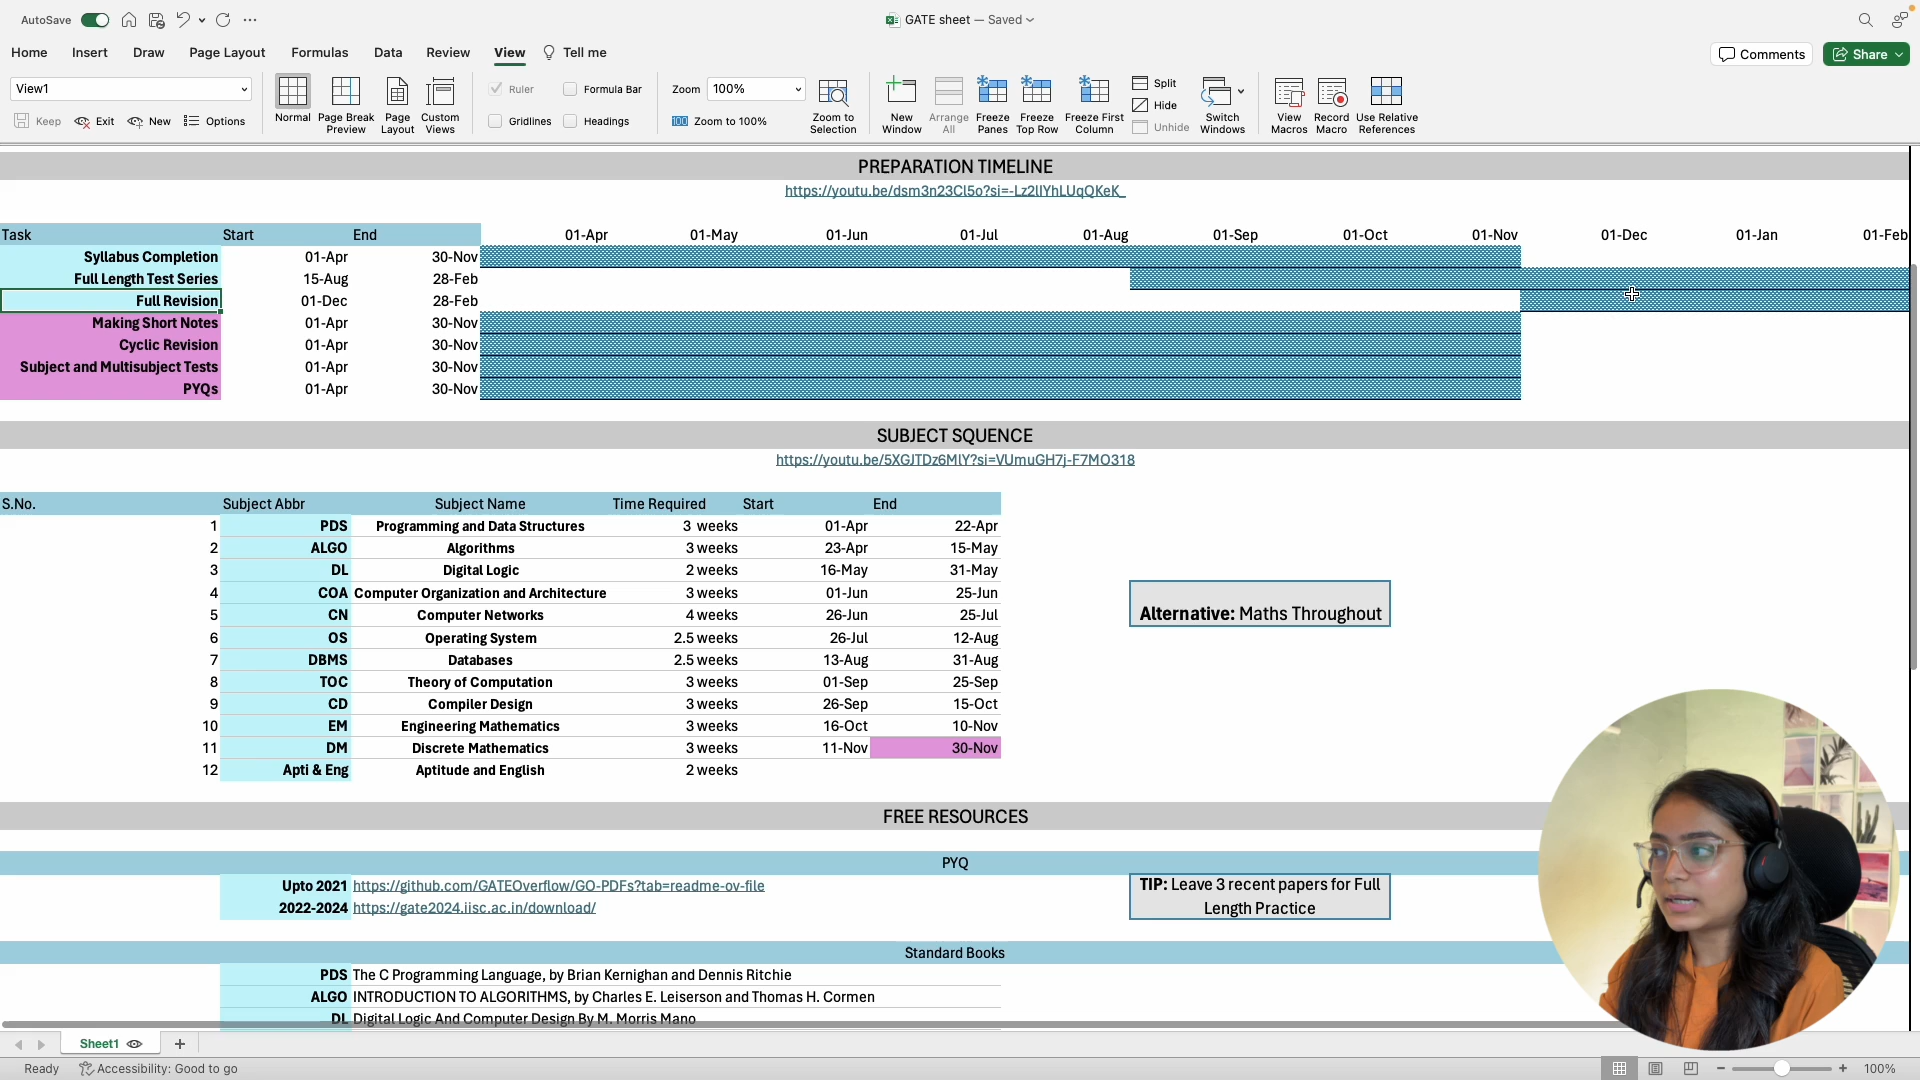 AutoSave
GATE sheet — Saved
Home Insert Draw Page Layout Formulas Data Review View Tell me
Comments Share
View1
Keep Exit New Options
Normal Page Break Preview Page Layout Custom Views
Ruler Formula Bar
Gridlines Headings
Zoom 100%
Zoom to 100%
Zoom to Selection
New Window Arrange All Freeze Panes Freeze Top Row Freeze First Column
Split
Hide
Unhide
Switch Windows View Macros Record Macro Use Relative References
PREPARATION TIMELINE
https://youtu.be/dsm3n23Cl5o?si=-Lz2lIYhLUqQKeK_
Task Start End 01-Apr 01-May 01-Jun 01-Jul 01-Aug 01-Sep 01-Oct 01-Nov 01-Dec 01-Jan 01-Feb
Syllabus Completion 01-Apr 30-Nov
Full Length Test Series 15-Aug 28-Feb
Full Revision 01-Dec 28-Feb
Making Short Notes 01-Apr 30-Nov
Cyclic Revision 01-Apr 30-Nov
Subject and Multisubject Tests 01-Apr 30-Nov
PYQs 01-Apr 30-Nov
SUBJECT SQUENCE
https://youtu.be/5XGJTDz6MlY?si=VUmuGH7j-F7MO318
S.No. Subject Abbr Subject Name Time Required Start End
1 PDS Programming and Data Structures 3 weeks 01-Apr 22-Apr
2 ALGO Algorithms 3 weeks 23-Apr 15-May
3 DL Digital Logic 2 weeks 16-May 31-May
4 COA Computer Organization and Architecture 3 weeks 01-Jun 25-Jun
5 CN Computer Networks 4 weeks 26-Jun 25-Jul
6 OS Operating System 2.5 weeks 26-Jul 12-Aug
7 DBMS Databases 2.5 weeks 13-Aug 31-Aug
8 TOC Theory of Computation 3 weeks 01-Sep 25-Sep
9 CD Compiler Design 3 weeks 26-Sep 15-Oct
10 EM Engineering Mathematics 3 weeks 16-Oct 10-Nov
11 DM Discrete Mathematics 3 weeks 11-Nov 30-Nov
12 Apti & Eng Aptitude and English 2 weeks
Alternative: Maths Throughout
FREE RESOURCES
PYQ
Upto 2021 https://github.com/GATEOverflow/GO-PDFs?tab=readme-ov-file
2022-2024 https://gate2024.iisc.ac.in/download/
TIP: Leave 3 recent papers for Full
Length Practice
Standard Books
PDS The C Programming Language, by Brian Kernighan and Dennis Ritchie
ALGO INTRODUCTION TO ALGORITHMS, by Charles E. Leiserson and Thomas H. Cormen
DL Digital Logic And Computer Design By M. Morris Mano
Sheet1
Ready Accessibility: Good to go
100%